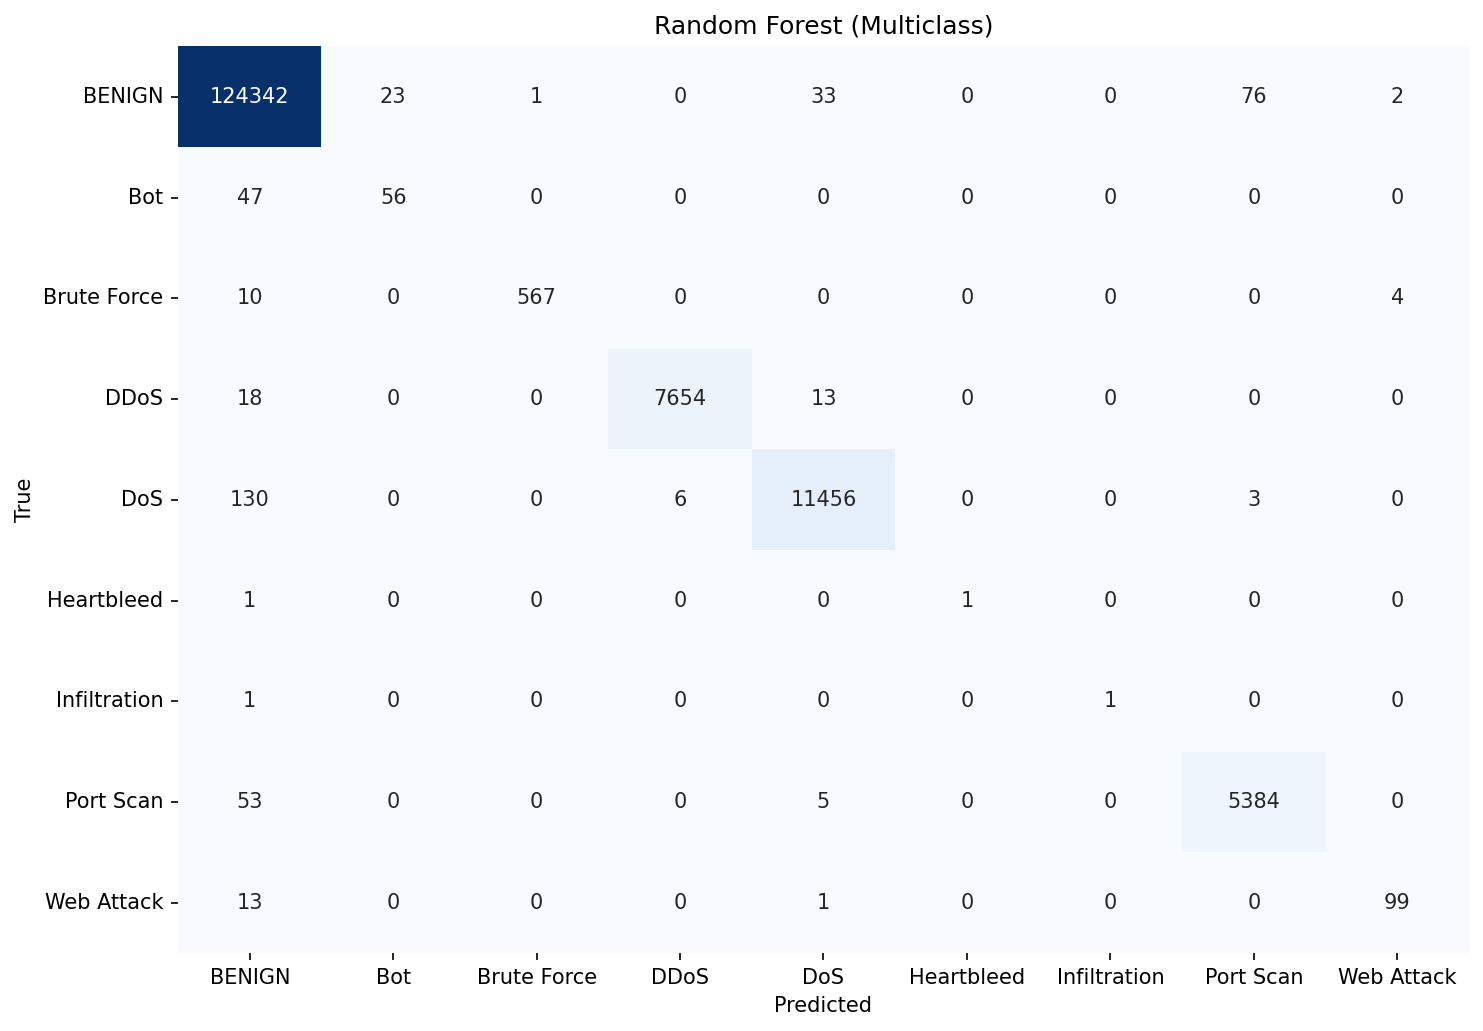 Random Forest (Multiclass)
BENIGN 124342 23 1 0 33 0 0 76 2
Bot 47 56 0 0 0 0 0 0 0
Brute Force 10 0 567 0 0 0 0 0 4
DDoS 18 0 0 7654 13 0 0 0 0
DoS 130 0 0 6 11456 0 0 3 0
Heartbleed 1 0 0 0 0 1 0 0 0
Infiltration 1 0 0 0 0 0 1 0 0
Port Scan 53 0 0 0 5 0 0 5384 0
Web Attack 13 0 0 0 1 0 0 0 99
True
BENIGN Bot Brute Force DDoS DoS Heartbleed Infiltration Port Scan Web Attack
Predicted